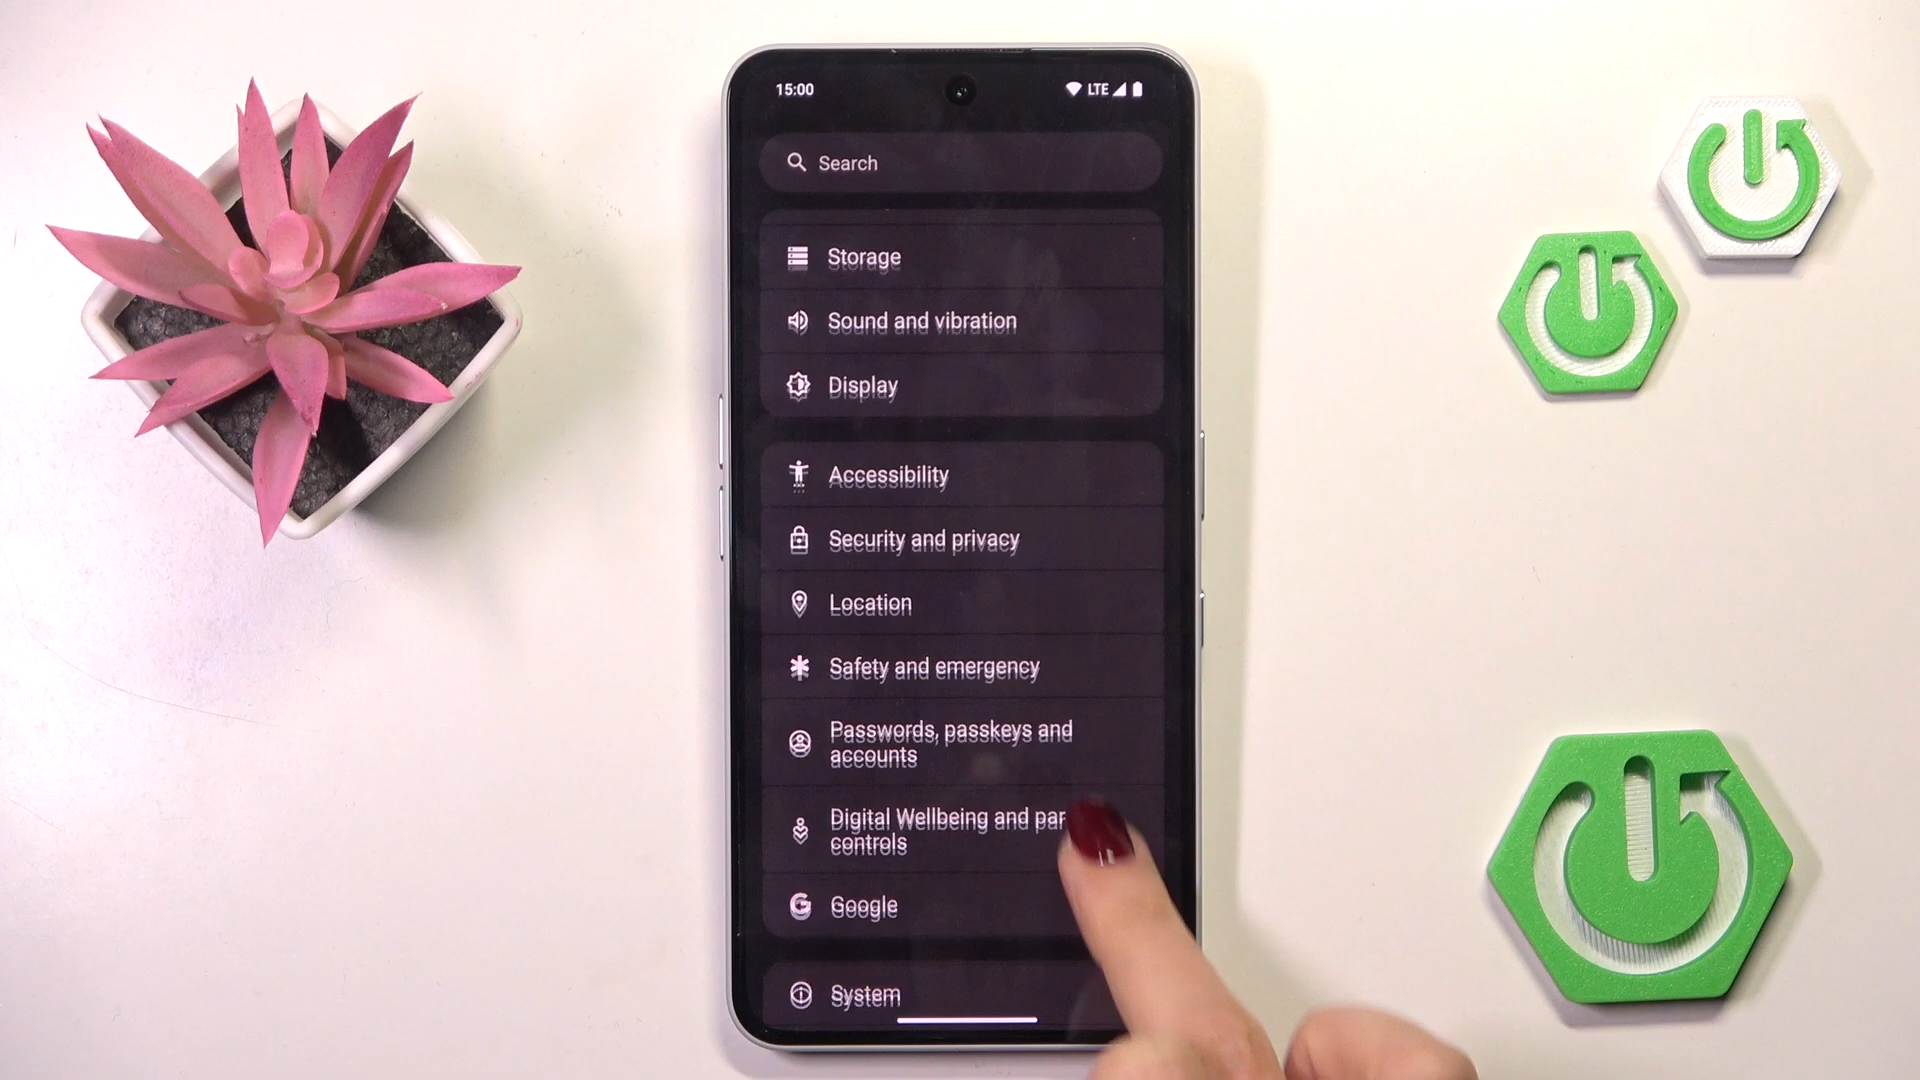 15:00
LTE
Search
Storage
Sound and vibration
Display
Accessibility
Security and privacy
Location
Safety and emergency
Passwords, passkeys and
accounts
Digital Wellbeing and par
controls
Google
System